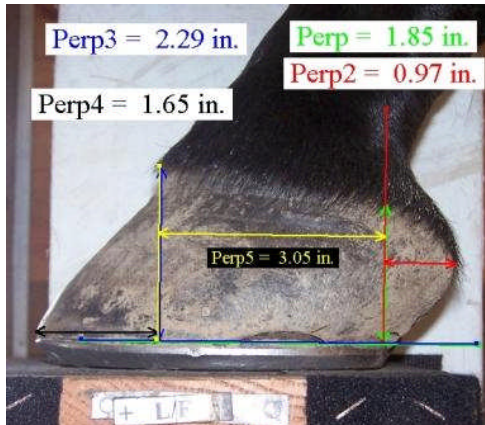 Perp3 = 2.29 in.
Perp = 1.85 in.
Perp2 = 0.97 in.
Perp4 = 1.65 in.
Perp5 = 3.05 in.
+ L/F